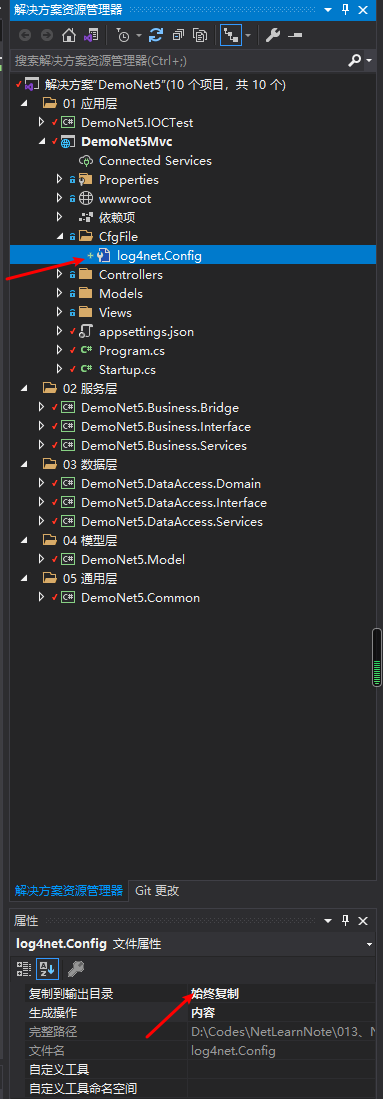 解决方案资源管理器
搜索解决方案资源管理器(Ctrl+;)
解决方案"DemoNet5"(10 个项目，共 10 个)
01 应用层
DemoNet5.IOCTest
DemoNet5Mvc
Connected Services
Properties
wwwroot
依赖项
CfgFile
log4net.Config
Controllers
Models
Views
appsettings.json
Program.cs
Startup.cs
02 服务层
DemoNet5.Business.Bridge
DemoNet5.Business.Interface
DemoNet5.Business.Services
03 数据层
DemoNet5.DataAccess.Domain
DemoNet5.DataAccess.Interface
DemoNet5.DataAccess.Services
04 模型层
DemoNet5.Model
05 通用层
DemoNet5.Common
解决方案资源管理器 Git 更改
属性
log4net.Config 文件属性
复制到输出目录 始终复制
生成操作 内容
完整路径 D:\Codes\NetLearnNote\013、N
文件名 log4net.Config
自定义工具
自定义工具命名空间